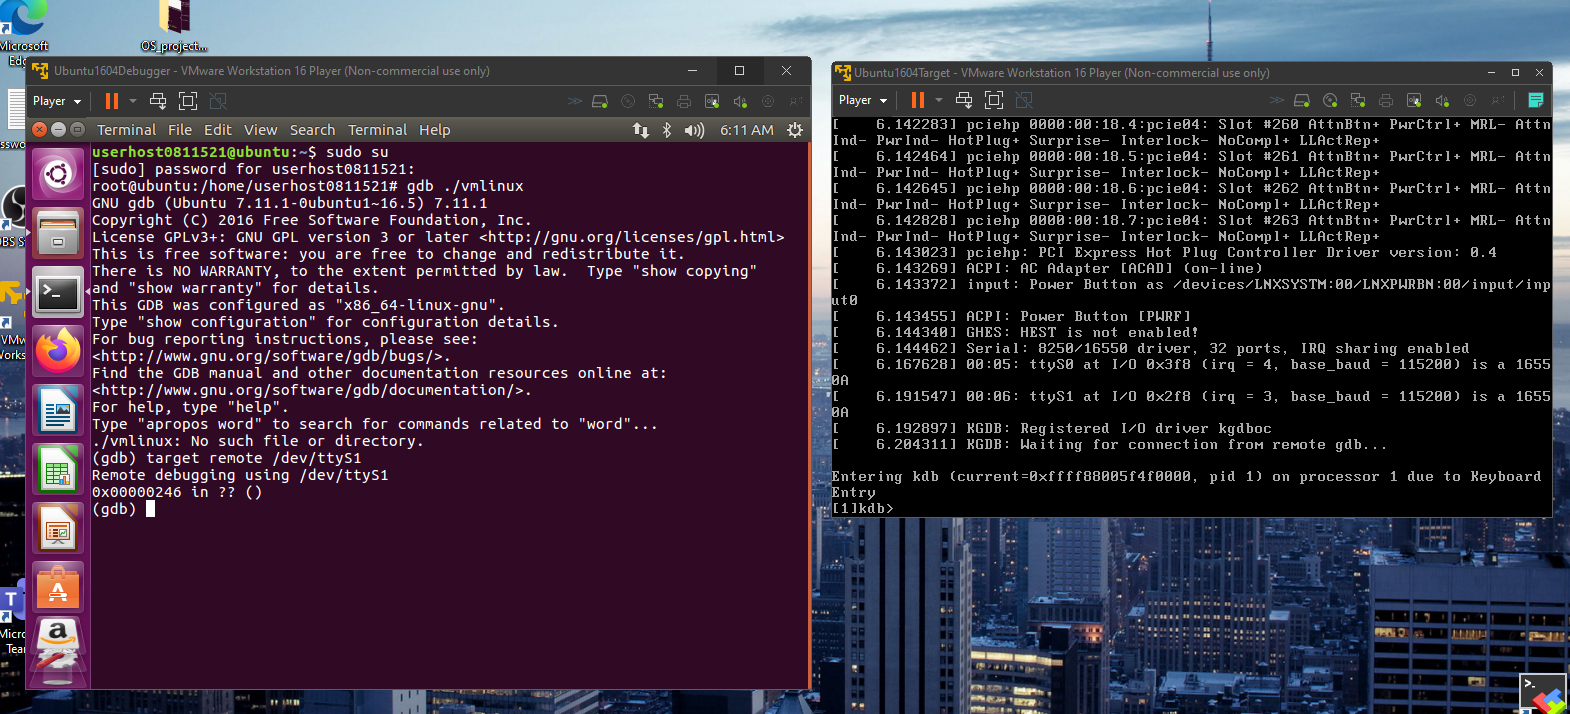 Microsoft
Edg
OS_project...
Ubuntu1604Debugger - VMware Workstation 16 Player (Non-commercial use only)
Player
Terminal File Edit View Search Terminal Help
6:11 AM
userhost0811521@ubuntu:~$ sudo su
[sudo] password for userhost0811521:
root@ubuntu:/home/userhost0811521# gdb ./vmlinux
GNU gdb (Ubuntu 7.11.1-0ubuntu1~16.5) 7.11.1
Copyright (C) 2016 Free Software Foundation, Inc.
License GPLv3+: GNU GPL version 3 or later <http://gnu.org/licenses/gpl.html>
This is free software: you are free to change and redistribute it.
There is NO WARRANTY, to the extent permitted by law.  Type "show copying"
and "show warranty" for details.
This GDB was configured as "x86_64-linux-gnu".
Type "show configuration" for configuration details.
For bug reporting instructions, please see:
<http://www.gnu.org/software/gdb/bugs/>.
Find the GDB manual and other documentation resources online at:
<http://www.gnu.org/software/gdb/documentation/>.
For help, type "help".
Type "apropos word" to search for commands related to "word"...
./vmlinux: No such file or directory.
(gdb) target remote /dev/ttyS1
Remote debugging using /dev/ttyS1
0x00000246 in ?? ()
(gdb)
Ubuntu1604Target - VMware Workstation 16 Player (Non-commercial use only)
Player
[    6.142283] pciehp 0000:00:18.4:pcie04: Slot #260 AttnBtn+ PwrCtrl+ MRL- Attn
Ind- PwrInd- HotPlug+ Surprise- Interlock- NoCompl+ LLActRep+
[    6.142464] pciehp 0000:00:18.5:pcie04: Slot #261 AttnBtn+ PwrCtrl+ MRL- Attn
Ind- PwrInd- HotPlug+ Surprise- Interlock- NoCompl+ LLActRep+
[    6.142645] pciehp 0000:00:18.6:pcie04: Slot #262 AttnBtn+ PwrCtrl+ MRL- Attn
Ind- PwrInd- HotPlug+ Surprise- Interlock- NoCompl+ LLActRep+
[    6.142828] pciehp 0000:00:18.7:pcie04: Slot #263 AttnBtn+ PwrCtrl+ MRL- Attn
Ind- PwrInd- HotPlug+ Surprise- Interlock- NoCompl+ LLActRep+
[    6.143023] pciehp: PCI Express Hot Plug Controller Driver version: 0.4
[    6.143269] ACPI: AC Adapter [ACAD] (on-line)
[    6.143372] input: Power Button as /devices/LNXSYSTM:00/LNXPWRBN:00/input/inp
ut0
[    6.143455] ACPI: Power Button [PWRF]
[    6.144340] GHES: HEST is not enabled!
[    6.144462] Serial: 8250/16550 driver, 32 ports, IRQ sharing enabled
[    6.167628] 00:05: ttyS0 at I/O 0x3f8 (irq = 4, base_baud = 115200) is a 1655
0A
[    6.191547] 00:06: ttyS1 at I/O 0x2f8 (irq = 3, base_baud = 115200) is a 1655
0A
[    6.192897] KGDB: Registered I/O driver kgdboc
[    6.204311] KGDB: Waiting for connection from remote gdb...
Entering kdb (current=0xffff88005f4f0000, pid 1) on processor 1 due to Keyboard
Entry
[1]kdb>